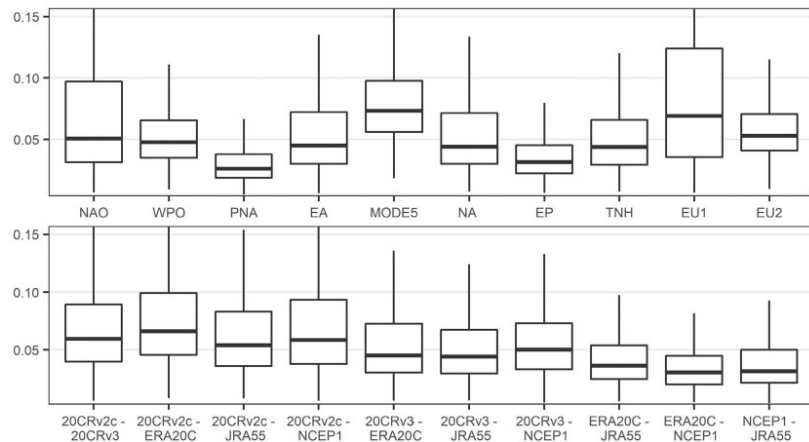 0.15
0.10
0.05
NAO WPO PNA EA MODE5 NA EP TNH EU1 EU2
0.15
0.10
0.05
20CRv2c - 20CRv2c - 20CRv2c - 20CRv2c - 20CRv3 - 20CRv3 - 20CRv3 - ERA20C - ERA20C - NCEP1 -
20CRv3 ERA20C JRA55 NCEP1 ERA20C JRA55 NCEP1 JRA55 NCEP1 JRA55